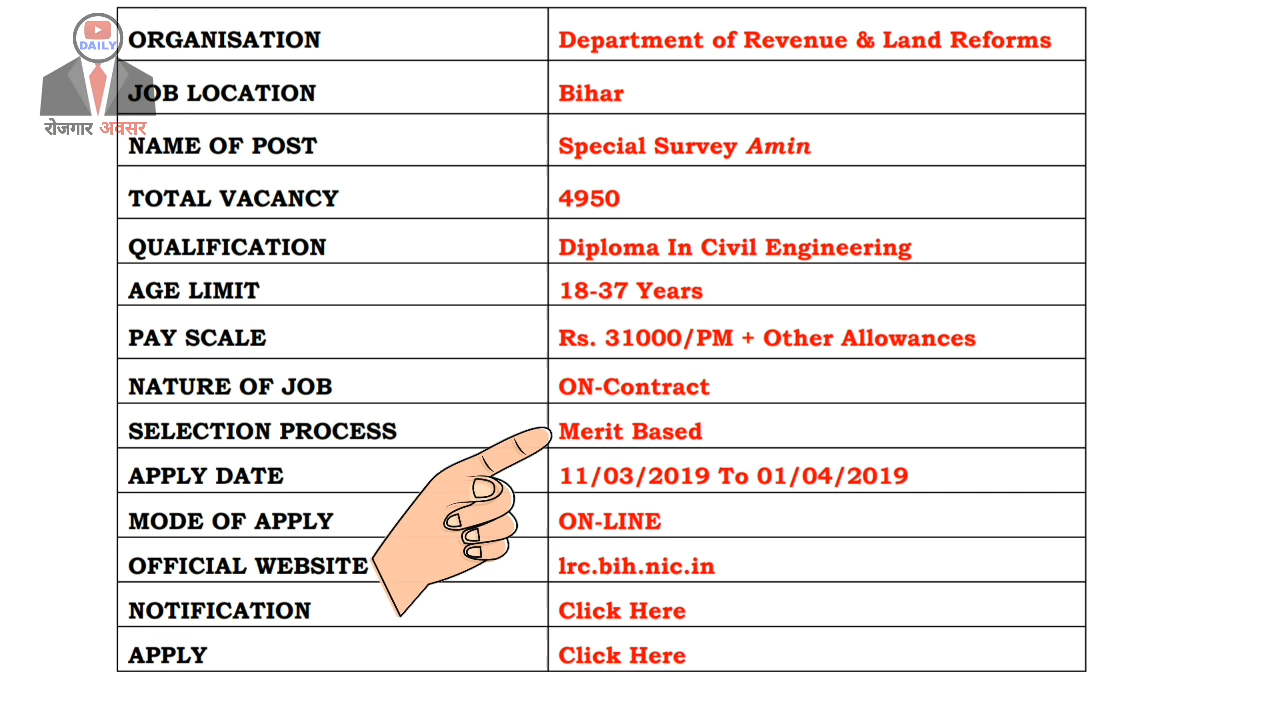 DAILY
रोजगार अवसर
ORGANISATION Department of Revenue & Land Reforms
JOB LOCATION Bihar
NAME OF POST Special Survey Amin
TOTAL VACANCY 4950
QUALIFICATION Diploma In Civil Engineering
AGE LIMIT 18-37 Years
PAY SCALE Rs. 31000/PM + Other Allowances
NATURE OF JOB ON-Contract
SELECTION PROCESS Merit Based
APPLY DATE 11/03/2019 To 01/04/2019
MODE OF APPLY ON-LINE
OFFICIAL WEBSITE lrc.bih.nic.in
NOTIFICATION Click Here
APPLY Click Here